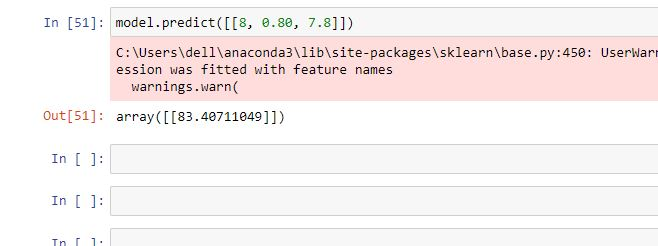 In [51]: model.predict([[8, 0.80, 7.8]])
C:\Users\dell\anaconda3\lib\site-packages\sklearn\base.py:450:
ession was fitted with feature names
warnings.warn(
Out[51]: array([[83.40711049]])
In [ ]:
In [ ]:
In [ ]: